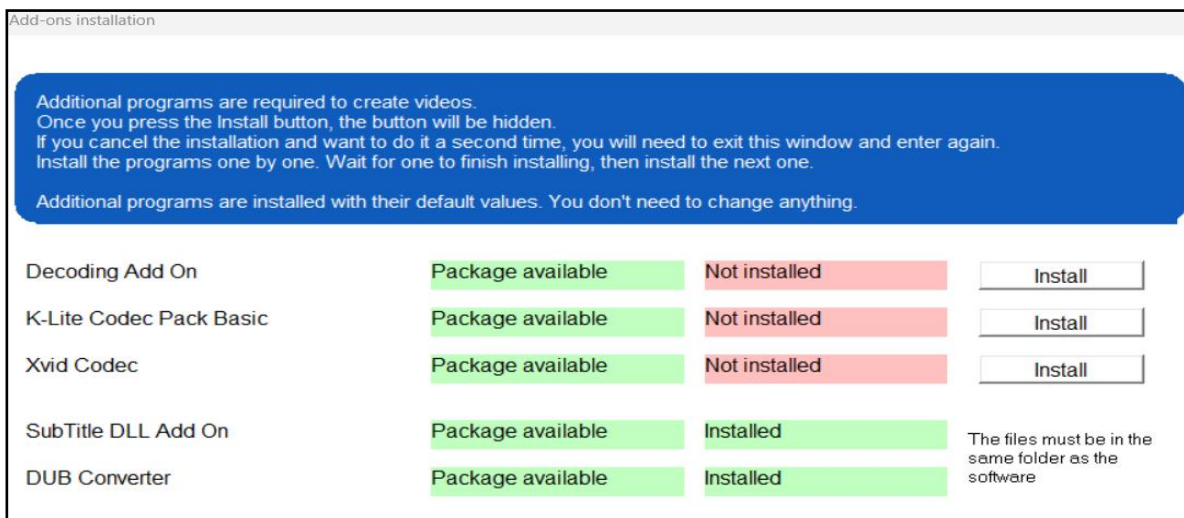 Add-ons installation
Additional programs are required to create videos.
Once you press the Install button, the button will be hidden.
If you cancel the installation and want to do it a second time, you will need to exit this window and enter again.
Install the programs one by one. Wait for one to finish installing, then install the next one.
Additional programs are installed with their default values. You don't need to change anything.
Decoding Add On Package available Not installed Install
K-Lite Codec Pack Basic Package available Not installed Install
Xvid Codec Package available Not installed Install
SubTitle DLL Add On Package available Installed
DUB Converter Package available Installed
The files must be in the
same folder as the
software